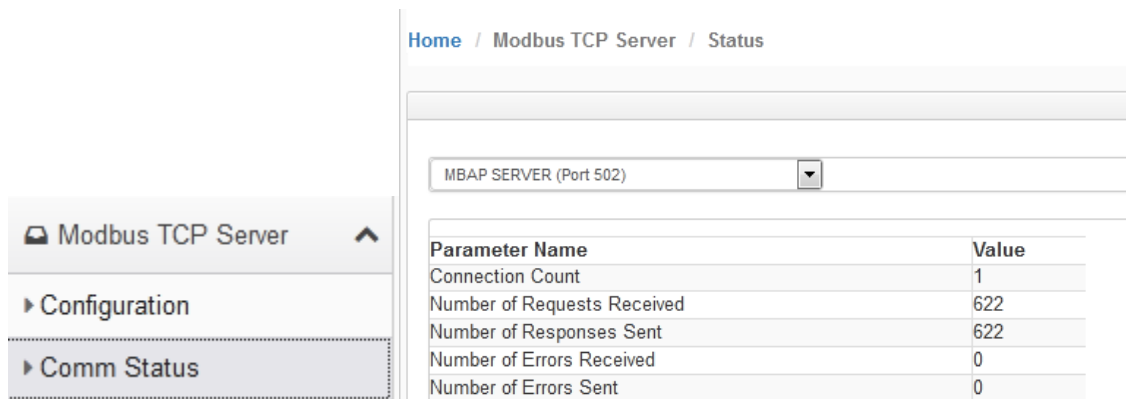 Home / Modbus TCP Server / Status
MBAP SERVER (Port 502)
Modbus TCP Server
Configuration
Comm Status
Parameter Name Value
Connection Count 1
Number of Requests Received 622
Number of Responses Sent 622
Number of Errors Received 0
Number of Errors Sent 0